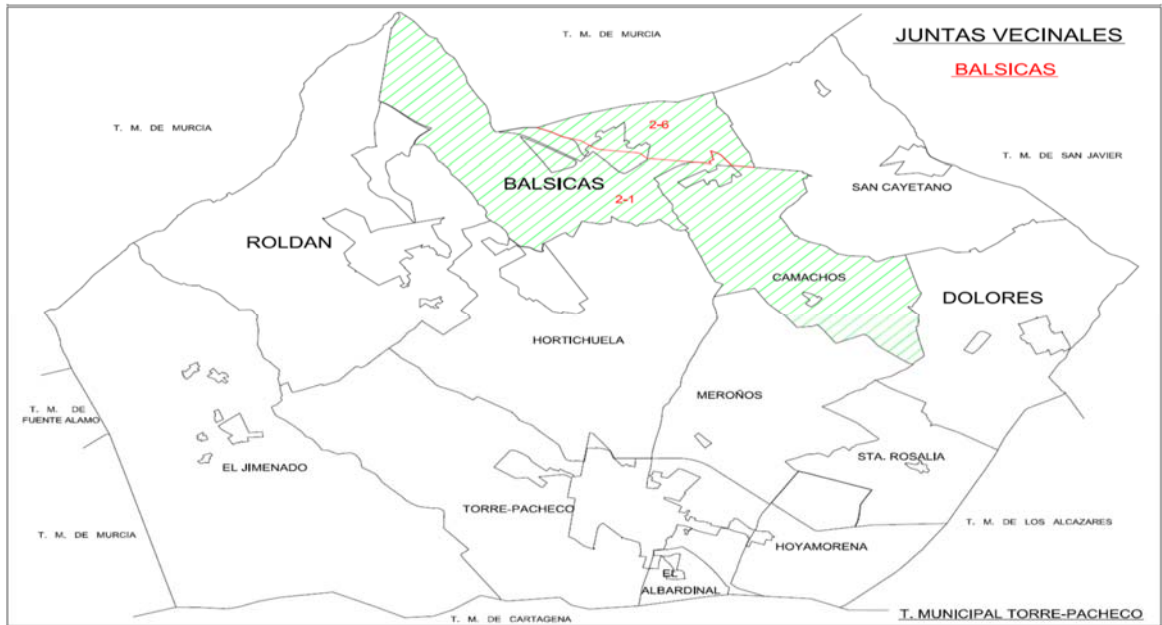 T. M. DE MURCIA
JUNTAS VECINALES
BALSICAS
T. M. DE MURCIA
2-6
T. M. DE SAN JAVIER
BALSICAS
SAN CAYETANO
2-1
ROLDAN
CAMACHOS
DOLORES
HORTICHUELA
MEROÑOS
T. M. DE
FUENTE ALAMO
STA. ROSALIA
EL JIMENADO
TORRE-PACHECO
T. M. DE LOS ALCAZARES
T. M. DE MURCIA
HOYAMORENA
EL
ALBARDINAL
T. MUNICIPAL TORRE-PACHECO
T. M. DE CARTAGENA